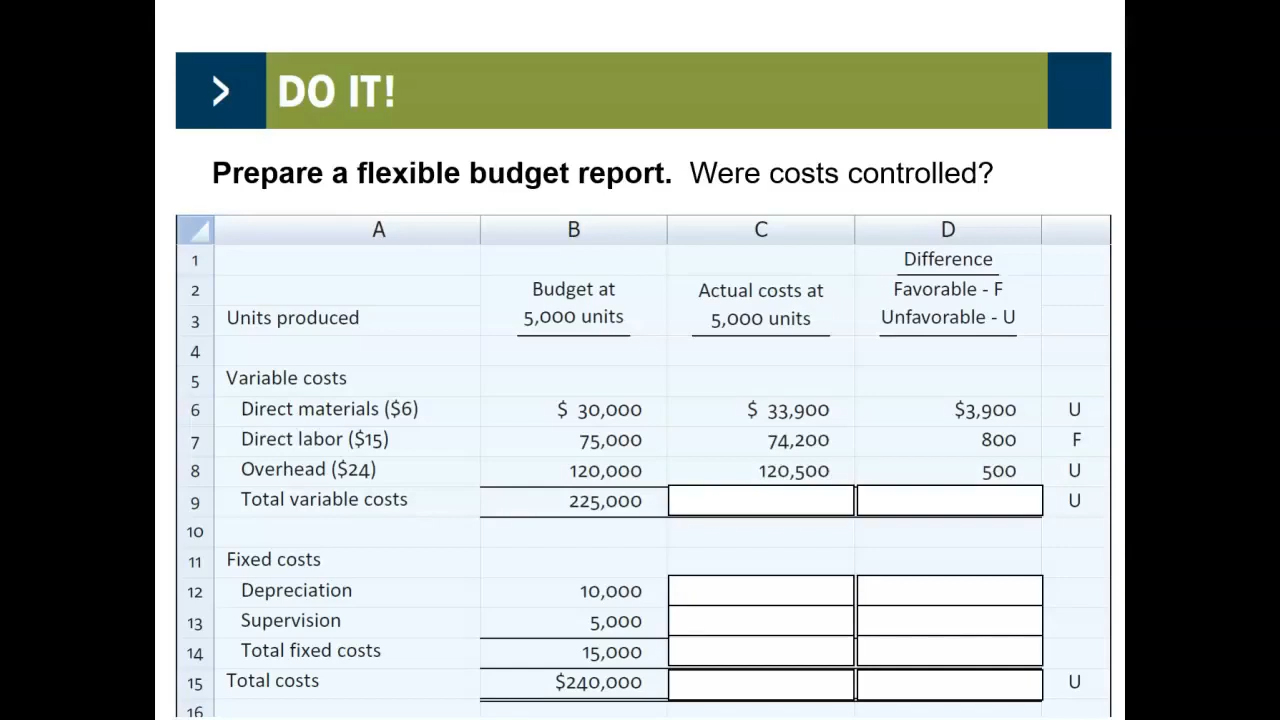 > DO IT!
Prepare a flexible budget report. Were costs controlled?
A B C D
1 Difference
2 Budget at Actual costs at Favorable - F
3 Units produced 5,000 units 5,000 units Unfavorable - U
4
5 Variable costs
6 Direct materials ($6) $ 30,000 $ 33,900 $3,900 U
7 Direct labor ($15) 75,000 74,200 800 F
8 Overhead ($24) 120,000 120,500 500 U
9 Total variable costs 225,000 U
10
11 Fixed costs
12 Depreciation 10,000
13 Supervision 5,000
14 Total fixed costs 15,000
15 Total costs $240,000 U
16